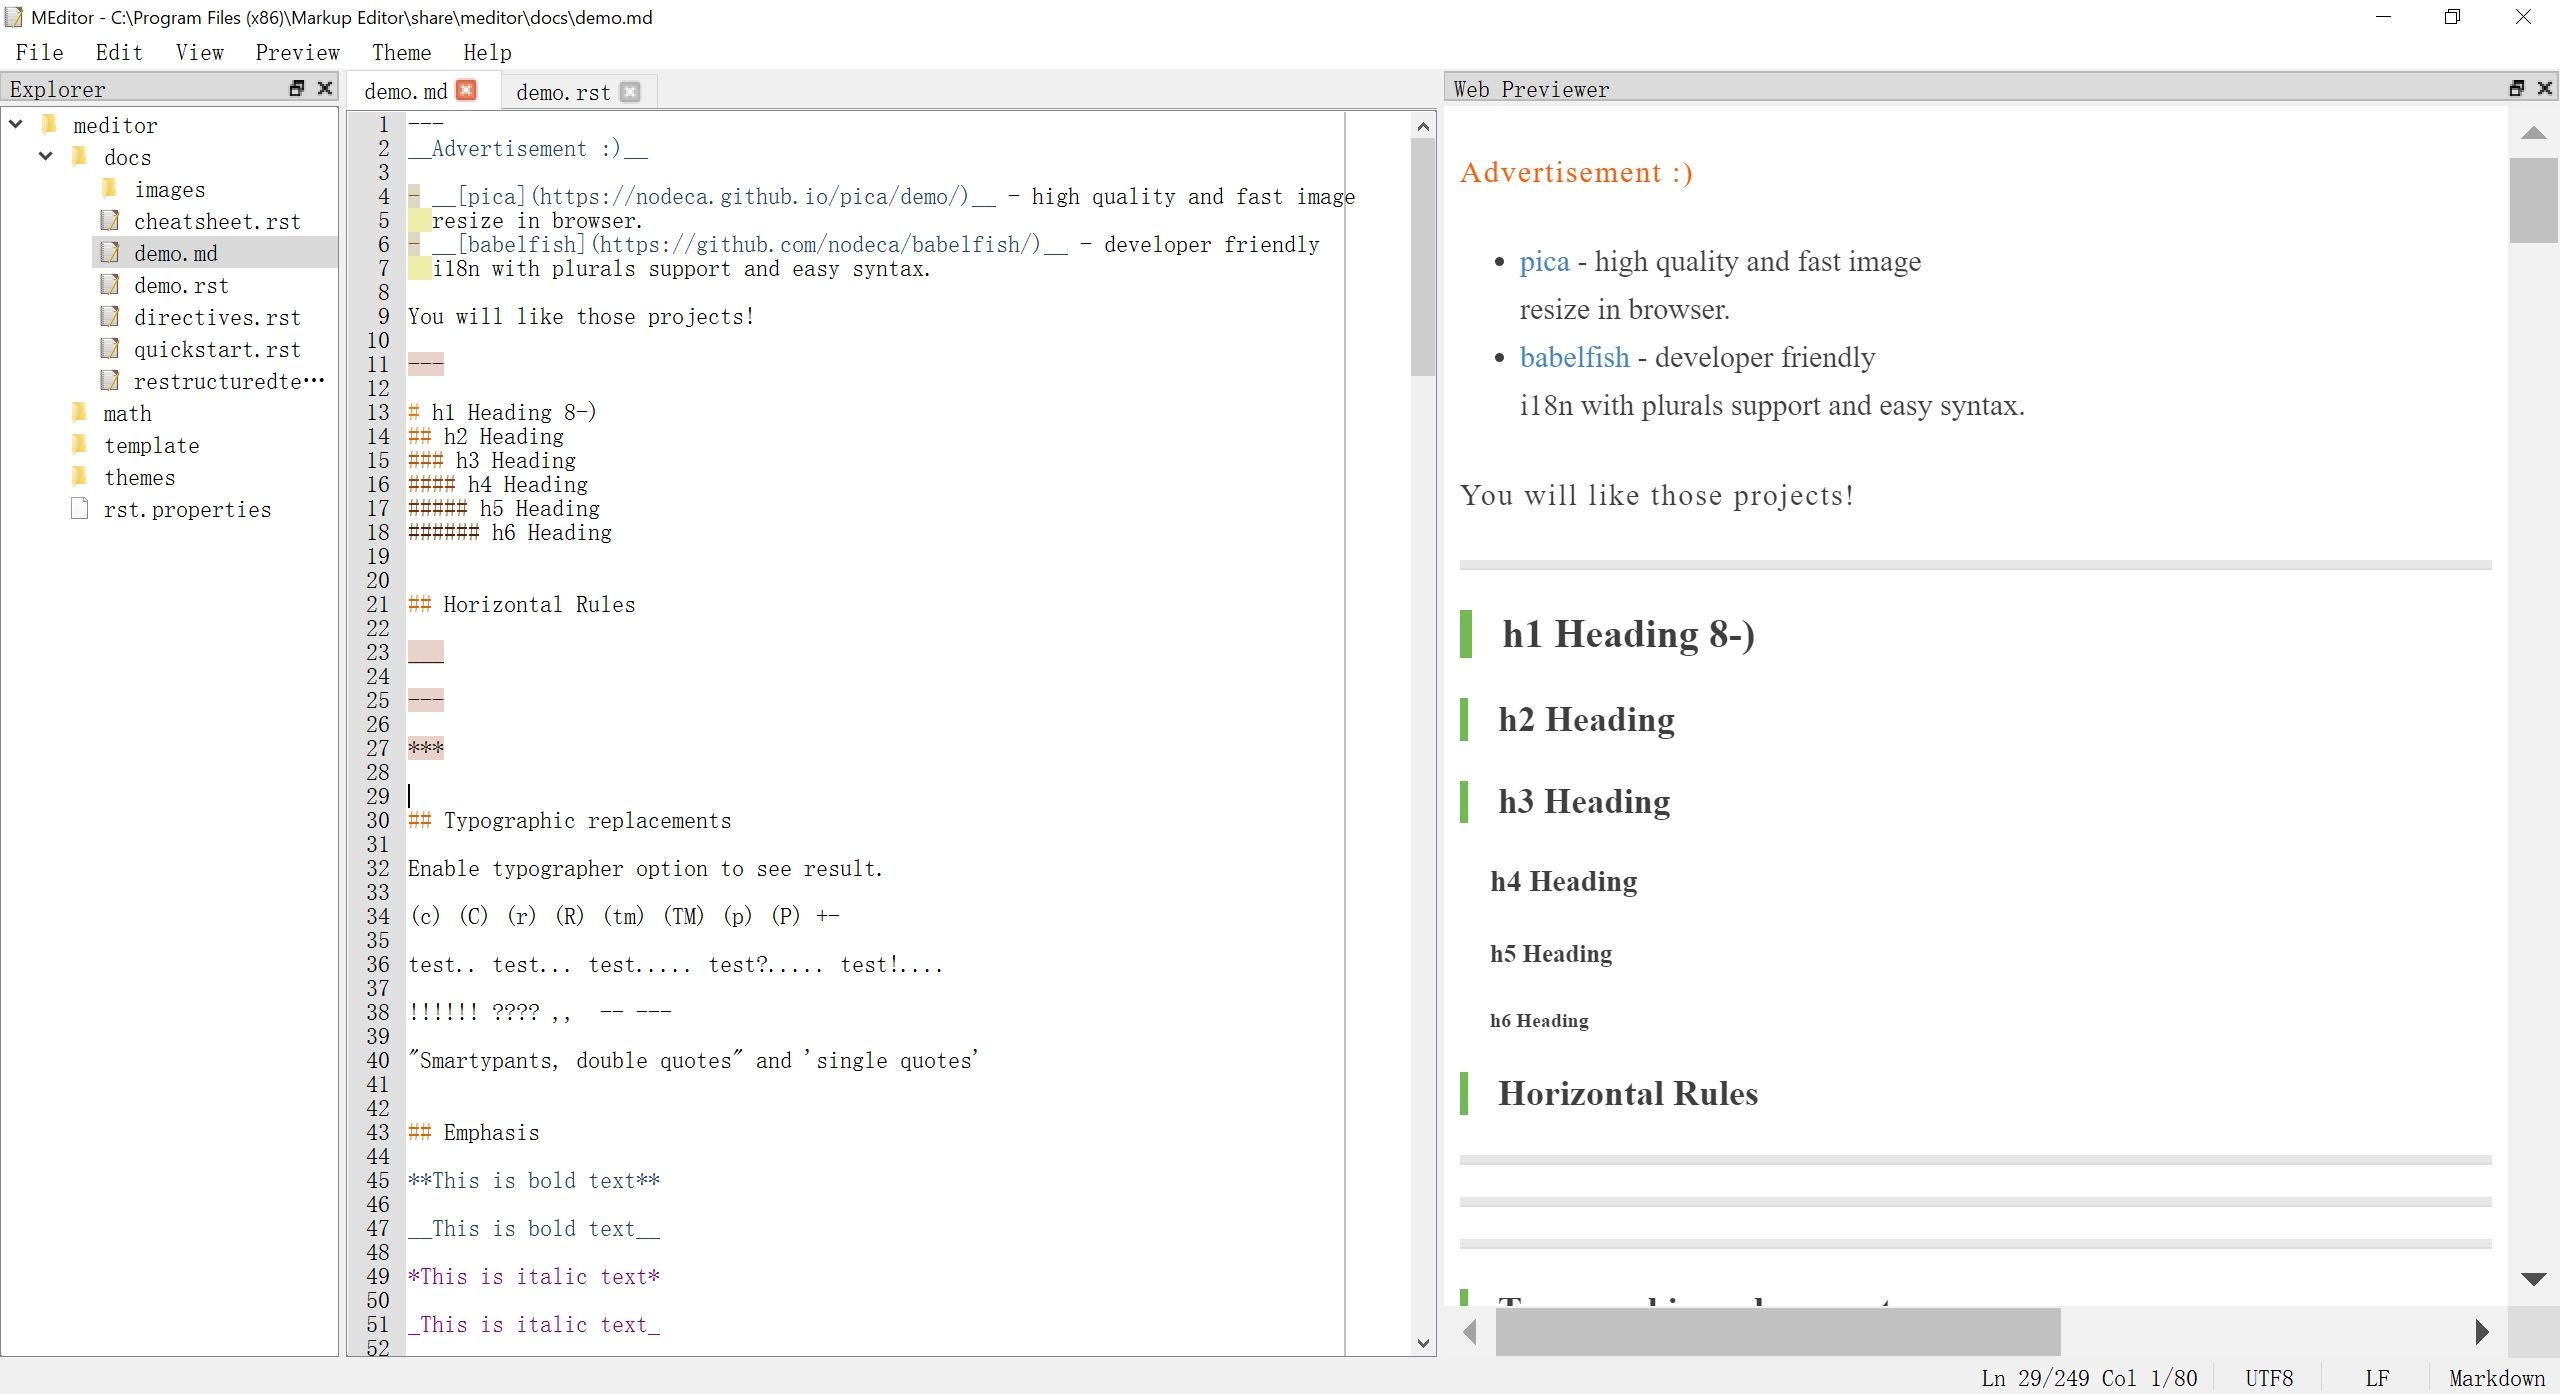 MEditor - C:\Program Files (x86)\Markup Editor\share\meditor\docs\demo.md
File Edit View Preview Theme Help
Explorer
meditor
docs
images
cheatsheet.rst
demo.md
demo.rst
directives.rst
quickstart.rst
restructuredte···
math
template
themes
rst.properties
demo.md demo.rst
1 ---
2 __Advertisement :)__
3
4 - __[pica](https://nodeca.github.io/pica/demo/)__ - high quality and fast image
5 resize in browser.
6 - __[babelfish](https://github.com/nodeca/babelfish/)__ - developer friendly
7 i18n with plurals support and easy syntax.
8
9 You will like those projects!
10
11 ---
12
13 # h1 Heading 8-)
14 ## h2 Heading
15 ### h3 Heading
16 #### h4 Heading
17 ##### h5 Heading
18 ###### h6 Heading
19
20
21 ## Horizontal Rules
22
23 ___
24
25 ---
26
27 ***
28
29
30 ## Typographic replacements
31
32 Enable typographer option to see result.
33
34 (c) (C) (r) (R) (tm) (TM) (p) (P) +-
35
36 test.. test... test..... test?..... test!....
37
38 !!!!!! ???? ,,  -- ---
39
40 "Smartypants, double quotes" and 'single quotes'
41
42
43 ## Emphasis
44
45 **This is bold text**
46
47 __This is bold text__
48
49 *This is italic text*
50
51 _This is italic text_
52
Web Previewer
Advertisement :)
• pica - high quality and fast image
resize in browser.
• babelfish - developer friendly
i18n with plurals support and easy syntax.
You will like those projects!
h1 Heading 8-)
h2 Heading
h3 Heading
h4 Heading
h5 Heading
h6 Heading
Horizontal Rules
Ln 29/249 Col 1/80 UTF8 LF Markdown